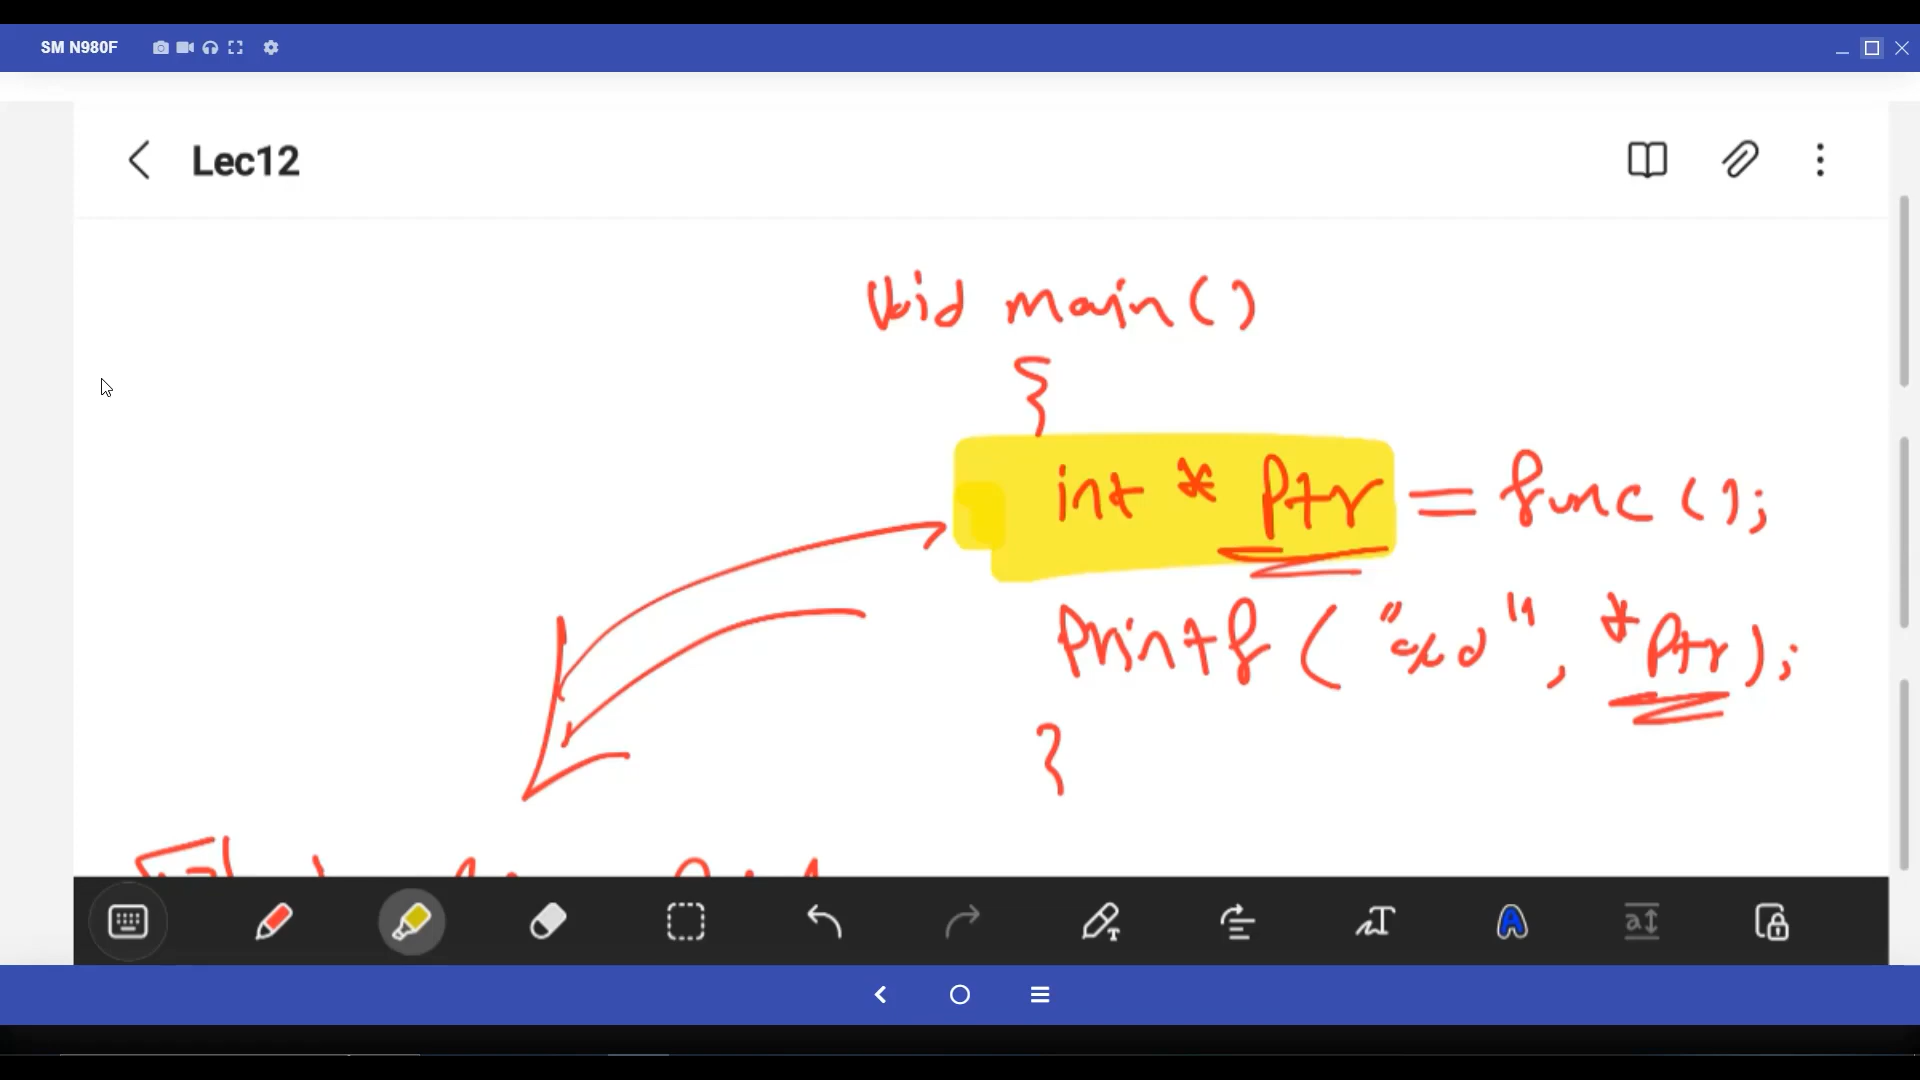 SM N980F
Lec12
void main()
{
int * Ptr = func();
Printf ("%d", *Ptr);
}